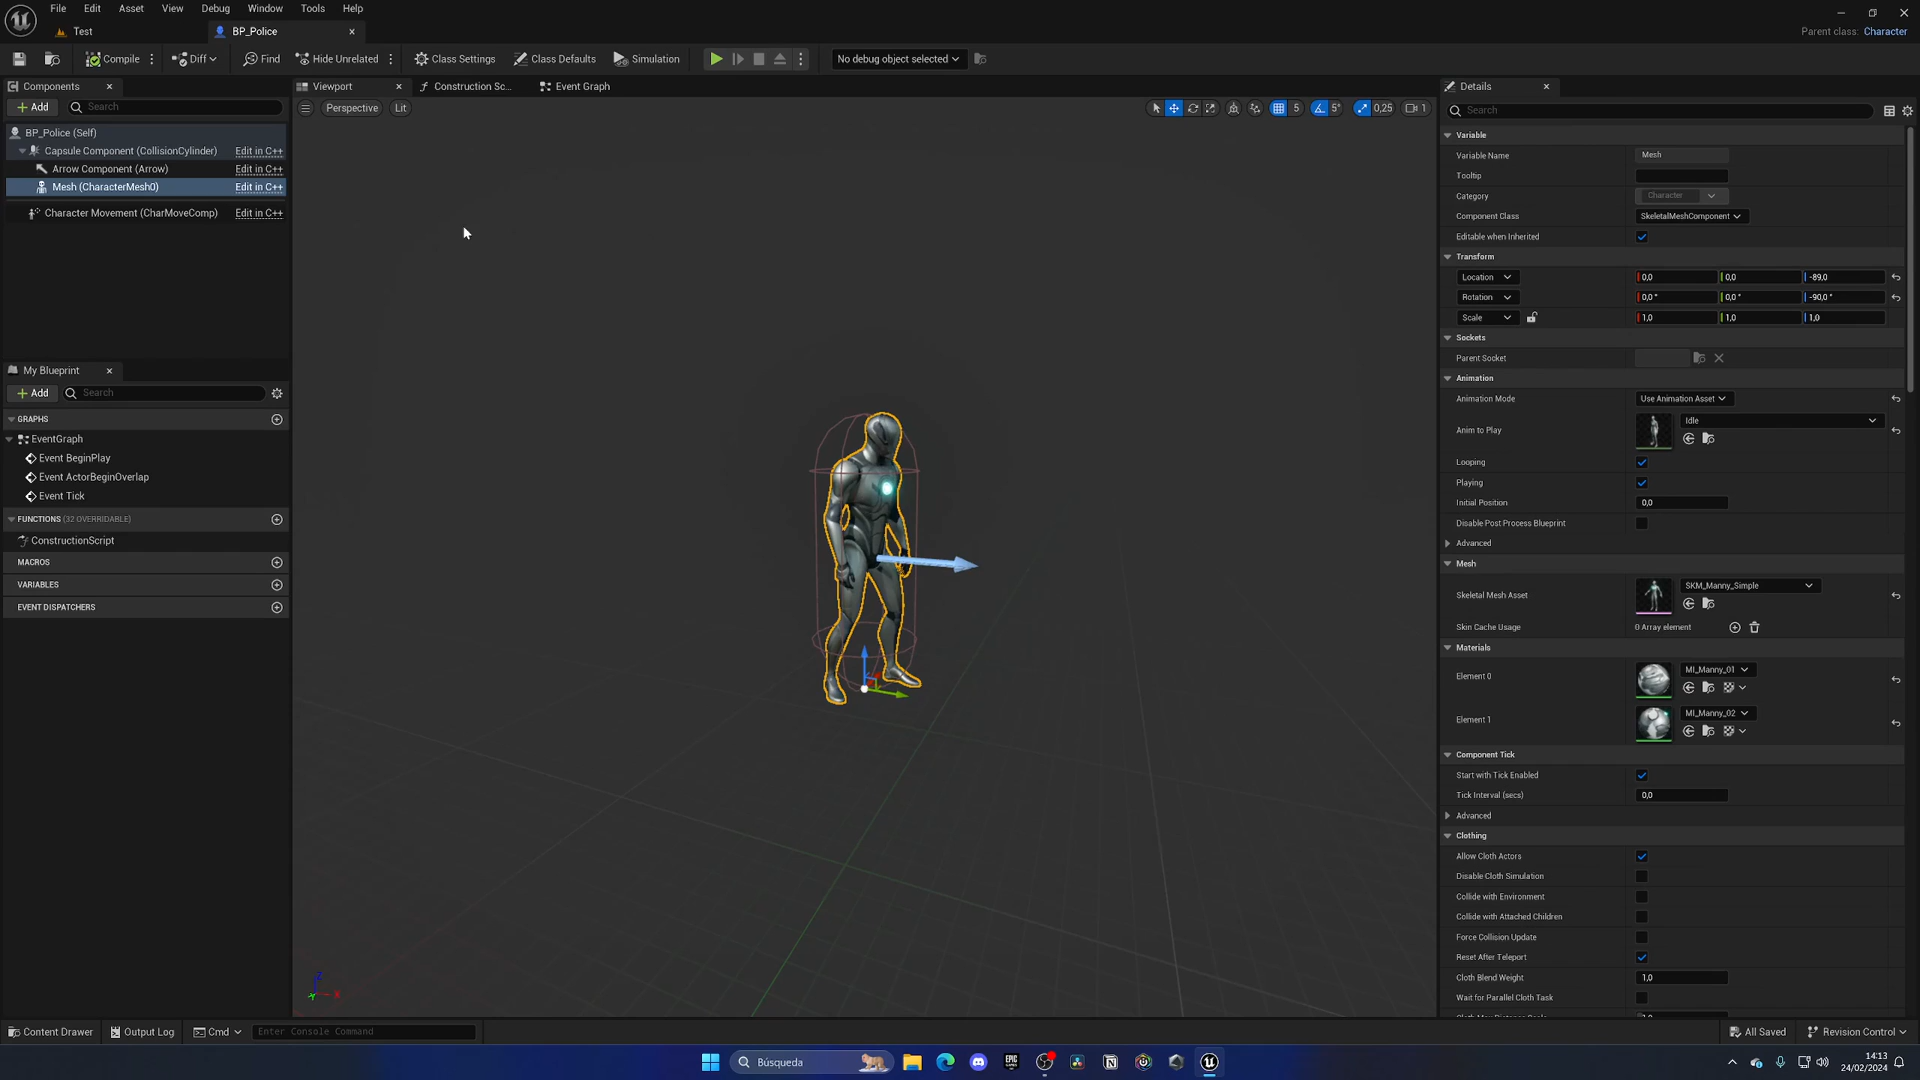 File Edit Asset View Debug Window Tools Help
Test
BP_Police
Parent class: Character
Compile
Diff
Find
Hide Unrelated
Class Settings
Class Defaults
Simulation
No debug object selected
Components
Add
Search
BP_Police (Self)
Capsule Component (CollisionCylinder) Edit in C++
Arrow Component (Arrow) Edit in C++
Mesh (CharacterMesh0) Edit in C++
Character Movement (CharMoveComp) Edit in C++
My Blueprint
Add
Search
GRAPHS
EventGraph
Event BeginPlay
Event ActorBeginOverlap
Event Tick
FUNCTIONS (32 OVERRIDABLE)
ConstructionScript
MACROS
VARIABLES
EVENT DISPATCHERS
Viewport
Construction Sc...
Event Graph
Perspective
Lit
5
5°
0,25
1
Z
X
Y
Details
Search
Variable
Variable Name Mesh
Tooltip
Category Character
Component Class SkeletalMeshComponent
Editable when Inherited
Transform
Location 0,0 0,0 -89,0
Rotation 0,0 ° 0,0 ° -90,0 °
Scale 1,0 1,0 1,0
Sockets
Parent Socket
Animation
Animation Mode Use Animation Asset
Anim to Play Idle
Looping
Playing
Initial Position 0,0
Disable Post Process Blueprint
Advanced
Mesh
Skeletal Mesh Asset SKM_Manny_Simple
Skin Cache Usage 0 Array element
Materials
Element 0 MI_Manny_01
Element 1 MI_Manny_02
Component Tick
Start with Tick Enabled
Tick Interval (secs) 0,0
Advanced
Clothing
Allow Cloth Actors
Disable Cloth Simulation
Collide with Environment
Collide with Attached Children
Force Collision Update
Reset After Teleport
Cloth Blend Weight 1,0
Wait for Parallel Cloth Task
Content Drawer
Output Log
Cmd
Enter Console Command
All Saved
Revision Control
Búsqueda
14:13
24/02/2024